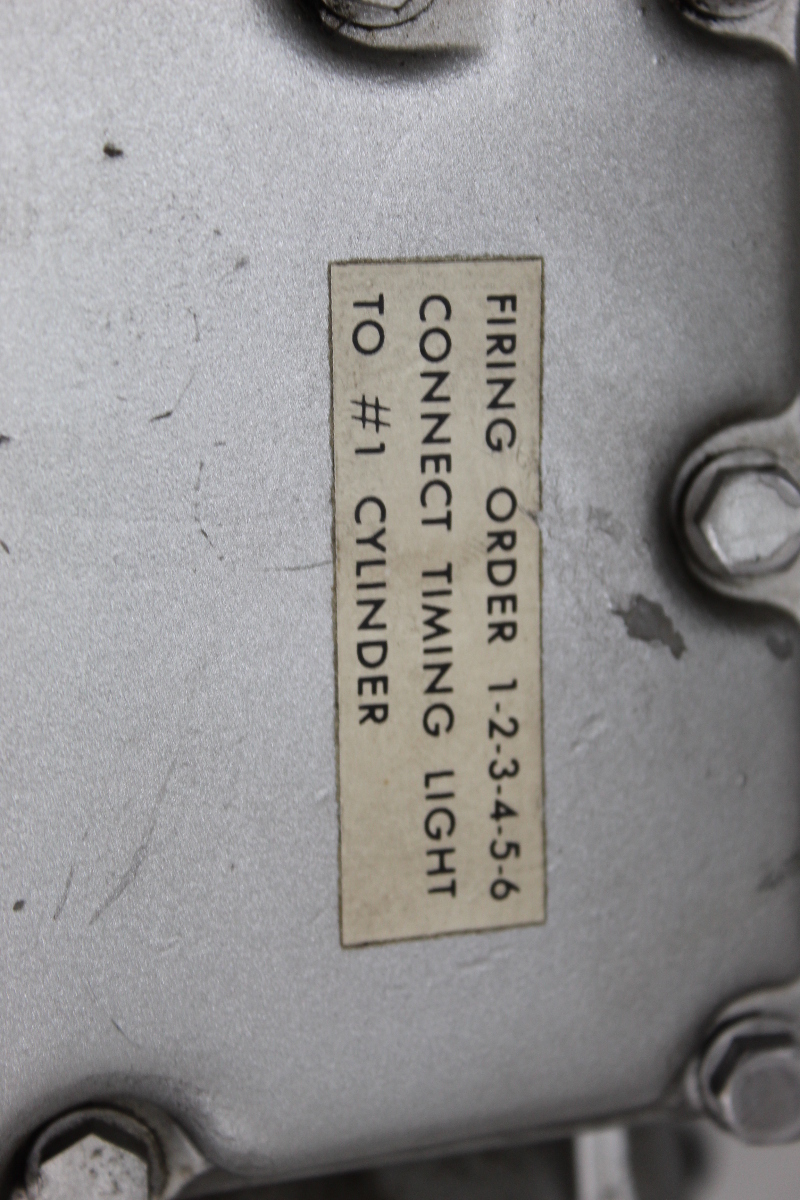 FIRING ORDER 1-2-3-4-5-6
CONNECT TIMING LIGHT
TO #1 CYLINDER